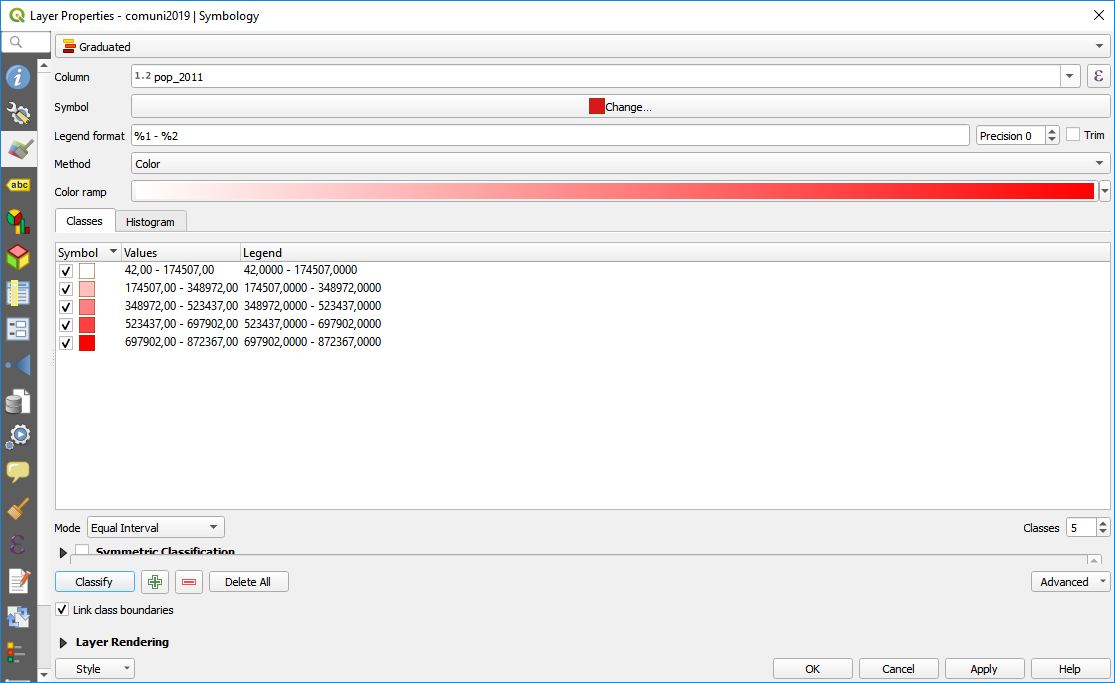 Layer Properties - comuni2019 | Symbology
Graduated
Column 1.2 pop_2011 ε
Symbol Change...
Legend format %1 - %2 Precision 0 Trim
Method Color
Color ramp
abc
Classes Histogram
Symbol Values Legend
42,00 - 174507,00 42,0000 - 174507,0000
174507,00 - 348972,00 174507,0000 - 348972,0000
348972,00 - 523437,00 348972,0000 - 523437,0000
523437,00 - 697902,00 523437,0000 - 697902,0000
697902,00 - 872367,00 697902,0000 - 872367,0000
Mode Equal Interval Classes 5
Symmetric Classification
Classify Delete All Advanced
Link class boundaries
Layer Rendering
Style OK Cancel Apply Help